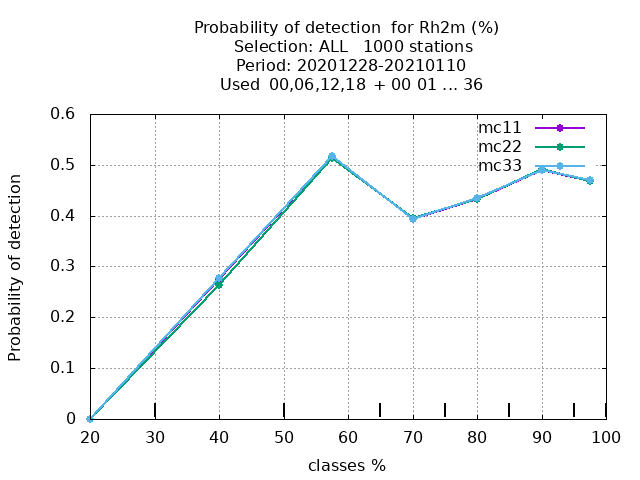 Probability of detection for Rh2m (%)
Selection: ALL 1000 stations
Period: 20201228-20210110
Used 00,06,12,18 + 00 01 ... 36
mc11
mc22
mc33
Probability of detection
0.6
0.5
0.4
0.3
0.2
0.1
0
20 30 40 50 60 70 80 90 100
classes %